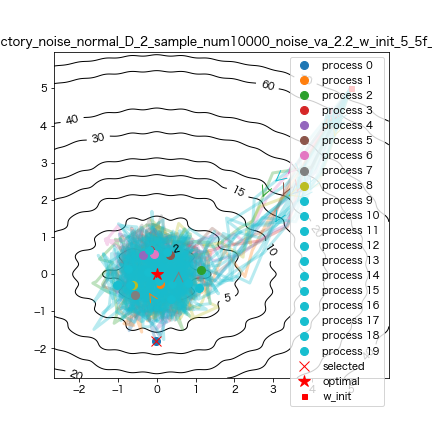 ctory_noise_normal_D_2_sample_num10000_noise_va_2.2_w_init_5_5f_
process 0
process 1
process 2
process 3
process 4
process 5
process 6
process 7
process 8
process 9
process 10
process 11
process 12
process 13
process 14
process 15
process 16
process 17
process 18
process 19
selected
optimal
w_init
60
40
30
15
10
5
2
20
5
4
3
2
1
0
−1
−2
−2
−1
0
1
2
3
4
5